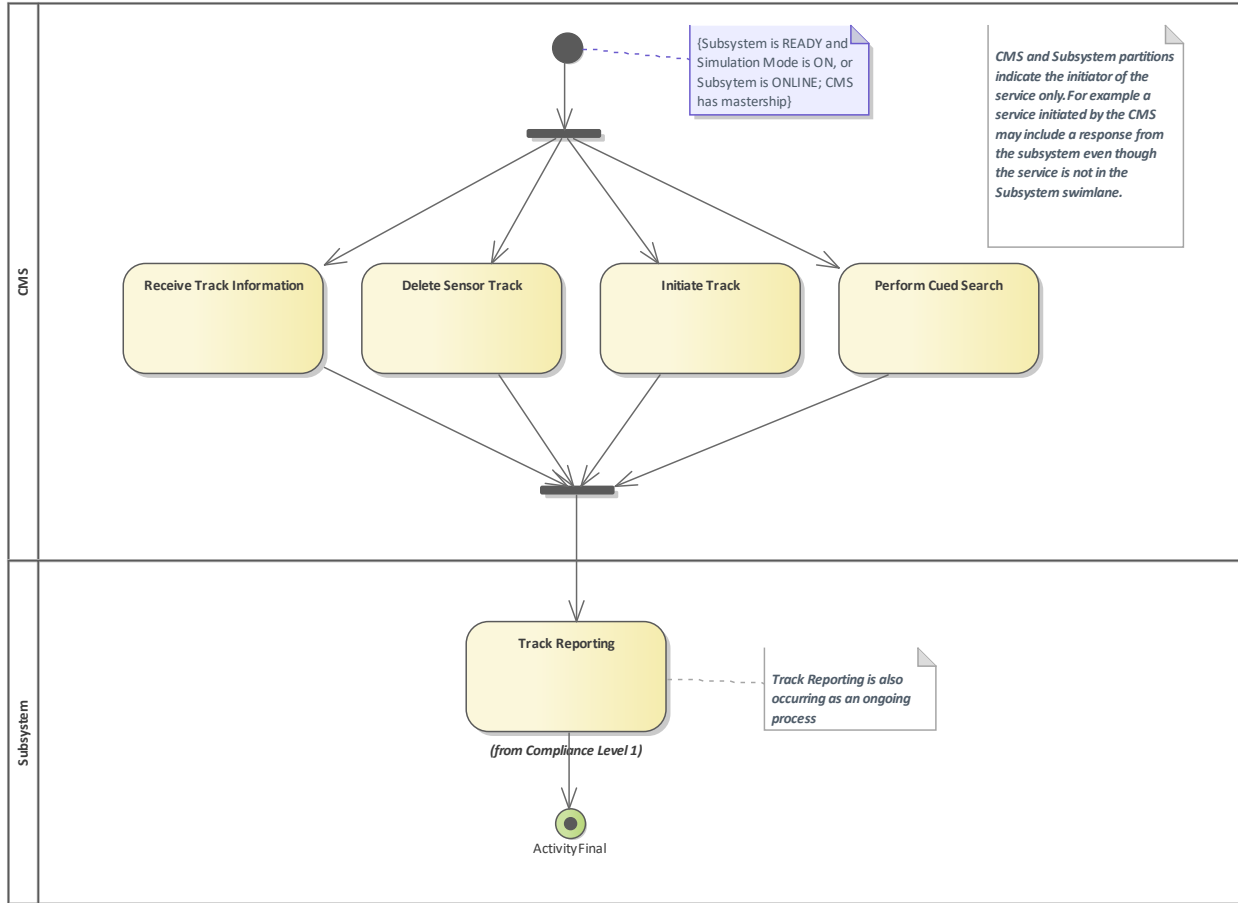 CMS
{Subsystem is READY and
Simulation Mode is ON, or
Subsytem is ONLINE; CMS
has mastership}
CMS and Subsystem partitions
indicate the initiator of the
service only.For example a
service initiated by the CMS
may include a response from
the subsystem even though
the service is not in the
Subsystem swimlane.
Receive Track Information
Delete Sensor Track
Initiate Track
Perform Cued Search
Subsystem
Track Reporting
(from Compliance Level 1)
Track Reporting is also
occurring as an ongoing
process
ActivityFinal